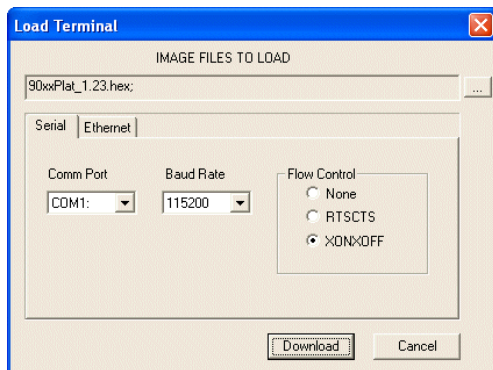 Load Terminal
IMAGE FILES TO LOAD
90xxPlat_1.23.hex;
...
Serial
Ethernet
Comm Port
Baud Rate
Flow Control
COM1:
115200
None
RTSCTS
XONXOFF
Download
Cancel